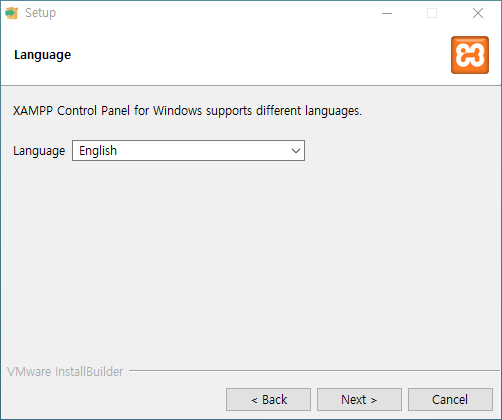 Setup
Language
XAMPP Control Panel for Windows supports different languages.
Language English
VMware InstallBuilder
< Back Next > Cancel